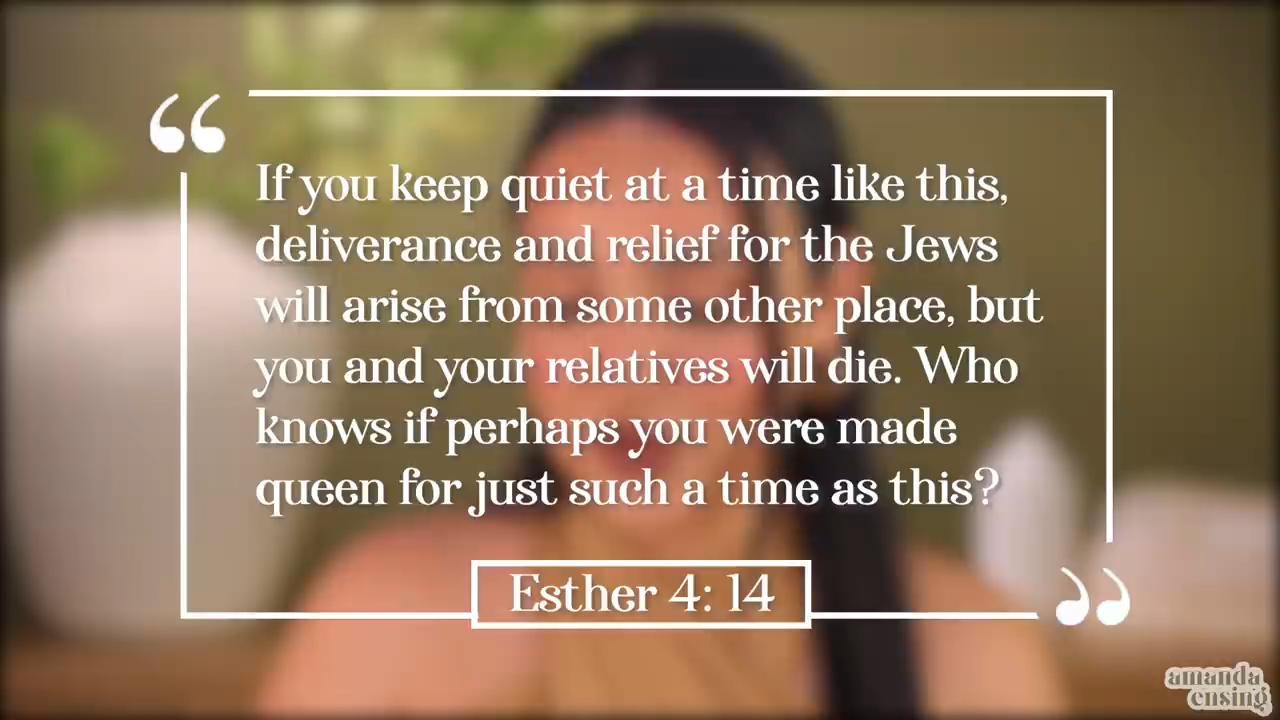 “
If you keep quiet at a time like this,
deliverance and relief for the Jews
will arise from some other place, but
you and your relatives will die. Who
knows if perhaps you were made
queen for just such a time as this?
”
Esther 4: 14
amanda
ensing